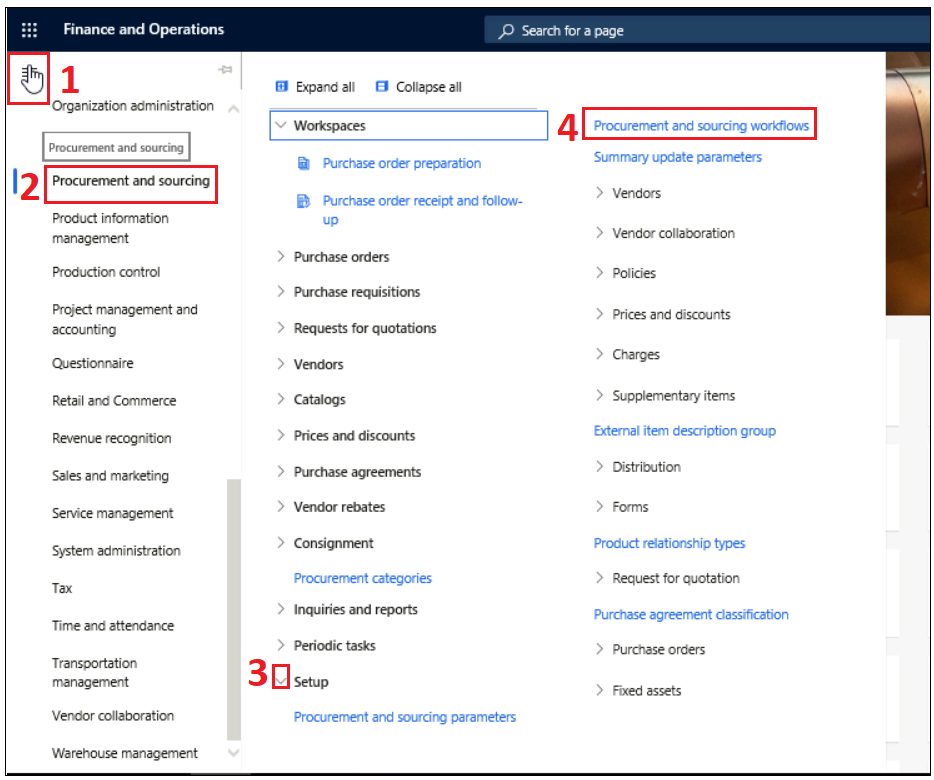 Finance and Operations
Search for a page
1
Organization administration
Procurement and sourcing
2
Procurement and sourcing
Product information
management
Production control
Project management and
accounting
Questionnaire
Retail and Commerce
Revenue recognition
Sales and marketing
Service management
System administration
Tax
Time and attendance
Transportation
management
Vendor collaboration
Warehouse management
Expand all
Collapse all
Workspaces
Purchase order preparation
Purchase order receipt and follow-
up
Purchase orders
Purchase requisitions
Requests for quotations
Vendors
Catalogs
Prices and discounts
Purchase agreements
Vendor rebates
Consignment
Procurement categories
Inquiries and reports
Periodic tasks
3
Setup
Procurement and sourcing parameters
4
Procurement and sourcing workflows
Summary update parameters
Vendors
Vendor collaboration
Policies
Prices and discounts
Charges
Supplementary items
External item description group
Distribution
Forms
Product relationship types
Request for quotation
Purchase agreement classification
Purchase orders
Fixed assets